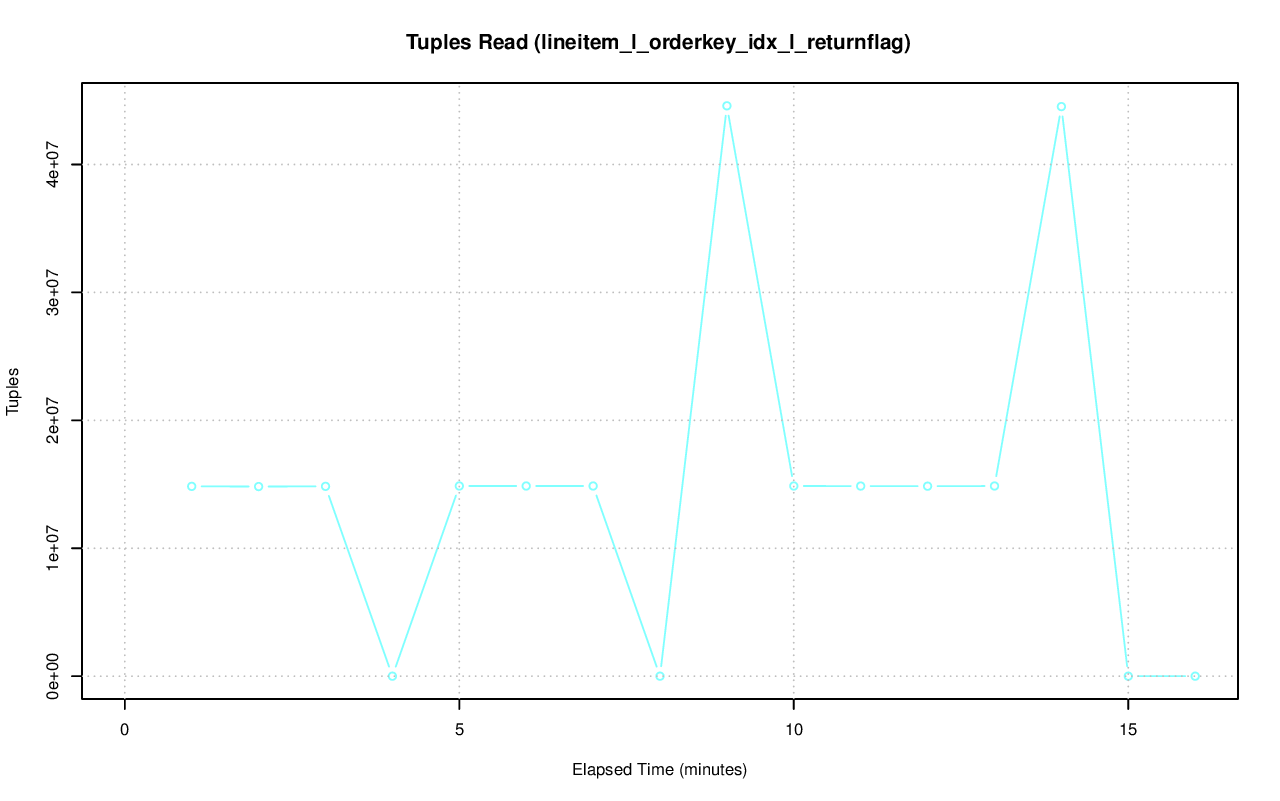 Tuples Read (lineitem_l_orderkey_idx_l_returnflag)
Tuples
4e+07
3e+07
2e+07
1e+07
0e+00
0 5 10 15
Elapsed Time (minutes)